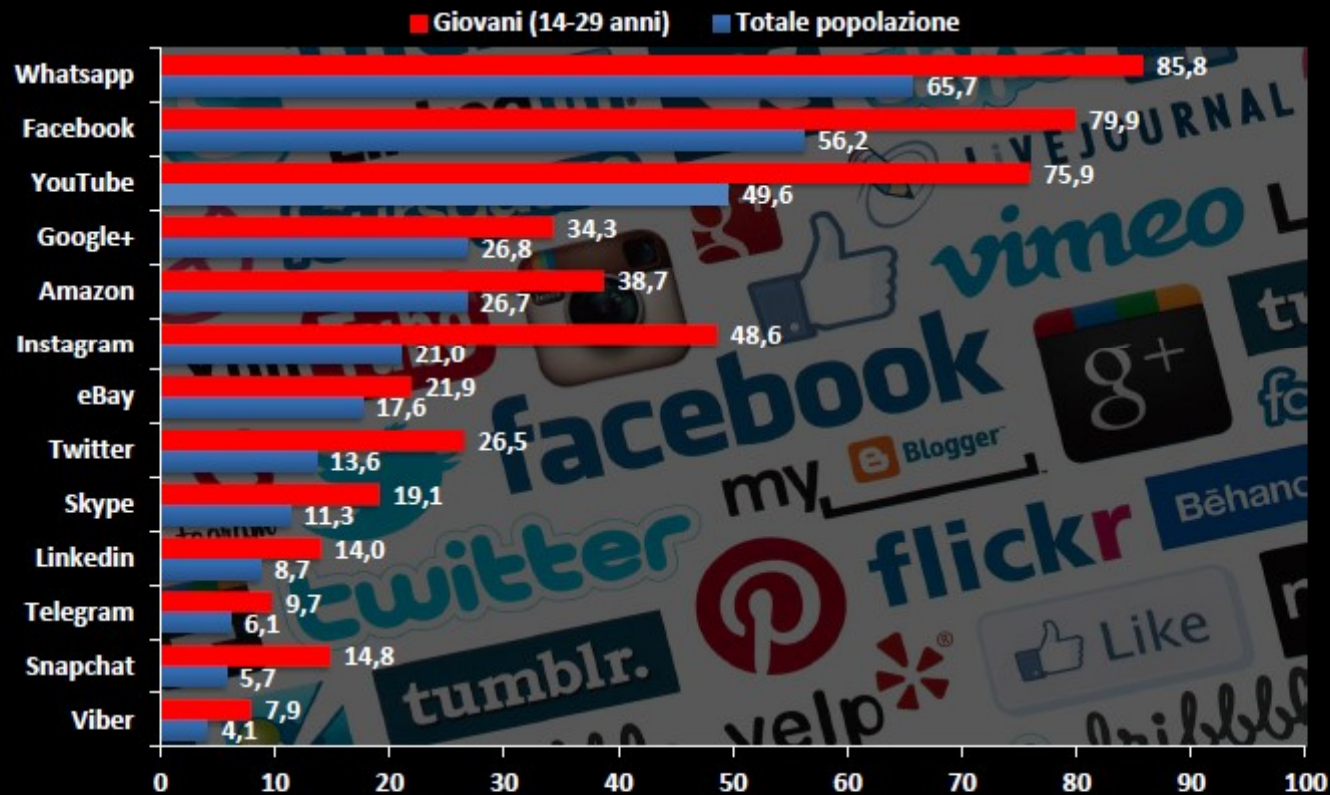 Giovani (14-29 anni) Totale popolazione
Whatsapp 85,8
65,7
Facebook 79,9
56,2
YouTube 75,9
49,6
Google+ 34,3
26,8
Amazon 38,7
26,7
Instagram 48,6
21,0
eBay 21,9
17,6
Twitter 26,5
13,6
Skype 19,1
11,3
Linkedin 14,0
8,7
Telegram 9,7
6,1
Snapchat 14,8
5,7
Viber 7,9
4,1
0 10 20 30 40 50 60 70 80 90 100
LiVEJOURNAL
vimeo
facebook
g+
my
Blogger
Bēhanc
twitter
flickr
tumblr.
Like
yelp